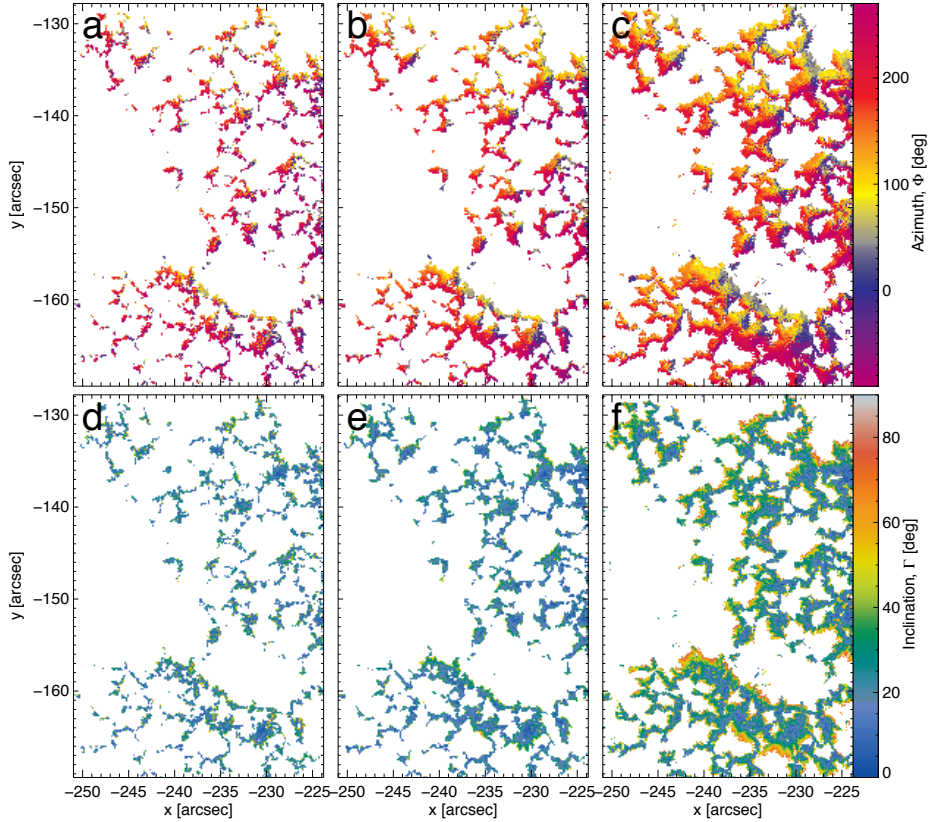 a b c
−130
−140
−150
−160
y [arcsec]
200
100
0
Azimuth, Φ [deg]
d e f
−130
−140
−150
−160
y [arcsec]
80
60
40
20
0
Inclination, Γ [deg]
−250 −245 −240 −235 −230 −225
−250 −245 −240 −235 −230 −225
−250 −245 −240 −235 −230 −225
x [arcsec] x [arcsec] x [arcsec]